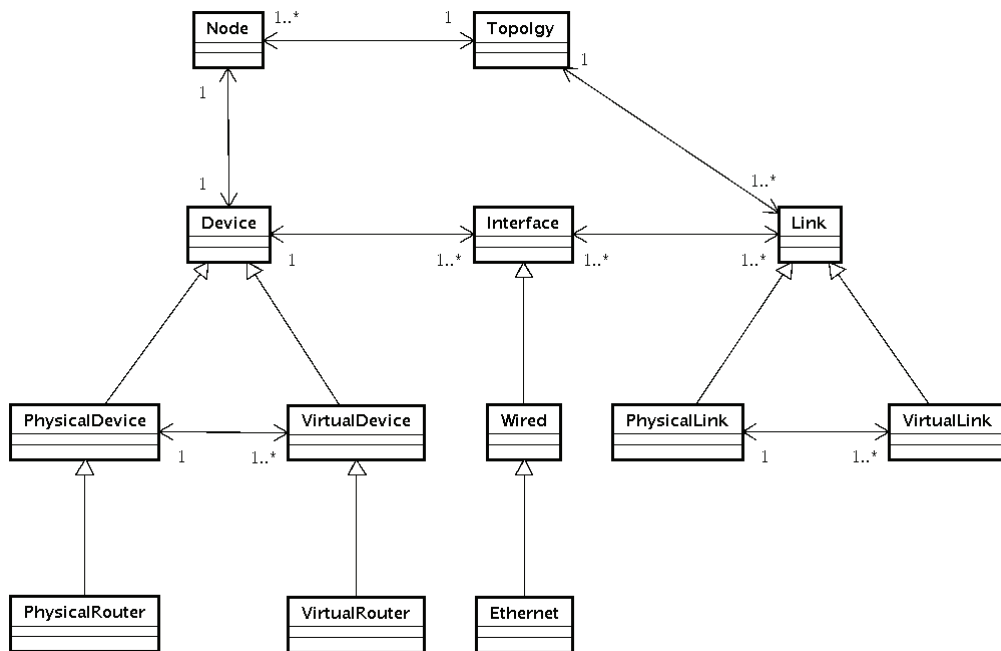 Node 1..* 1 Topolgy
1 1
1 1..*
Device 1 1..* Interface 1..* 1..* Link
PhysicalDevice 1 1..* VirtualDevice Wired PhysicalLink 1 1..* VirtualLink
PhysicalRouter VirtualRouter Ethernet